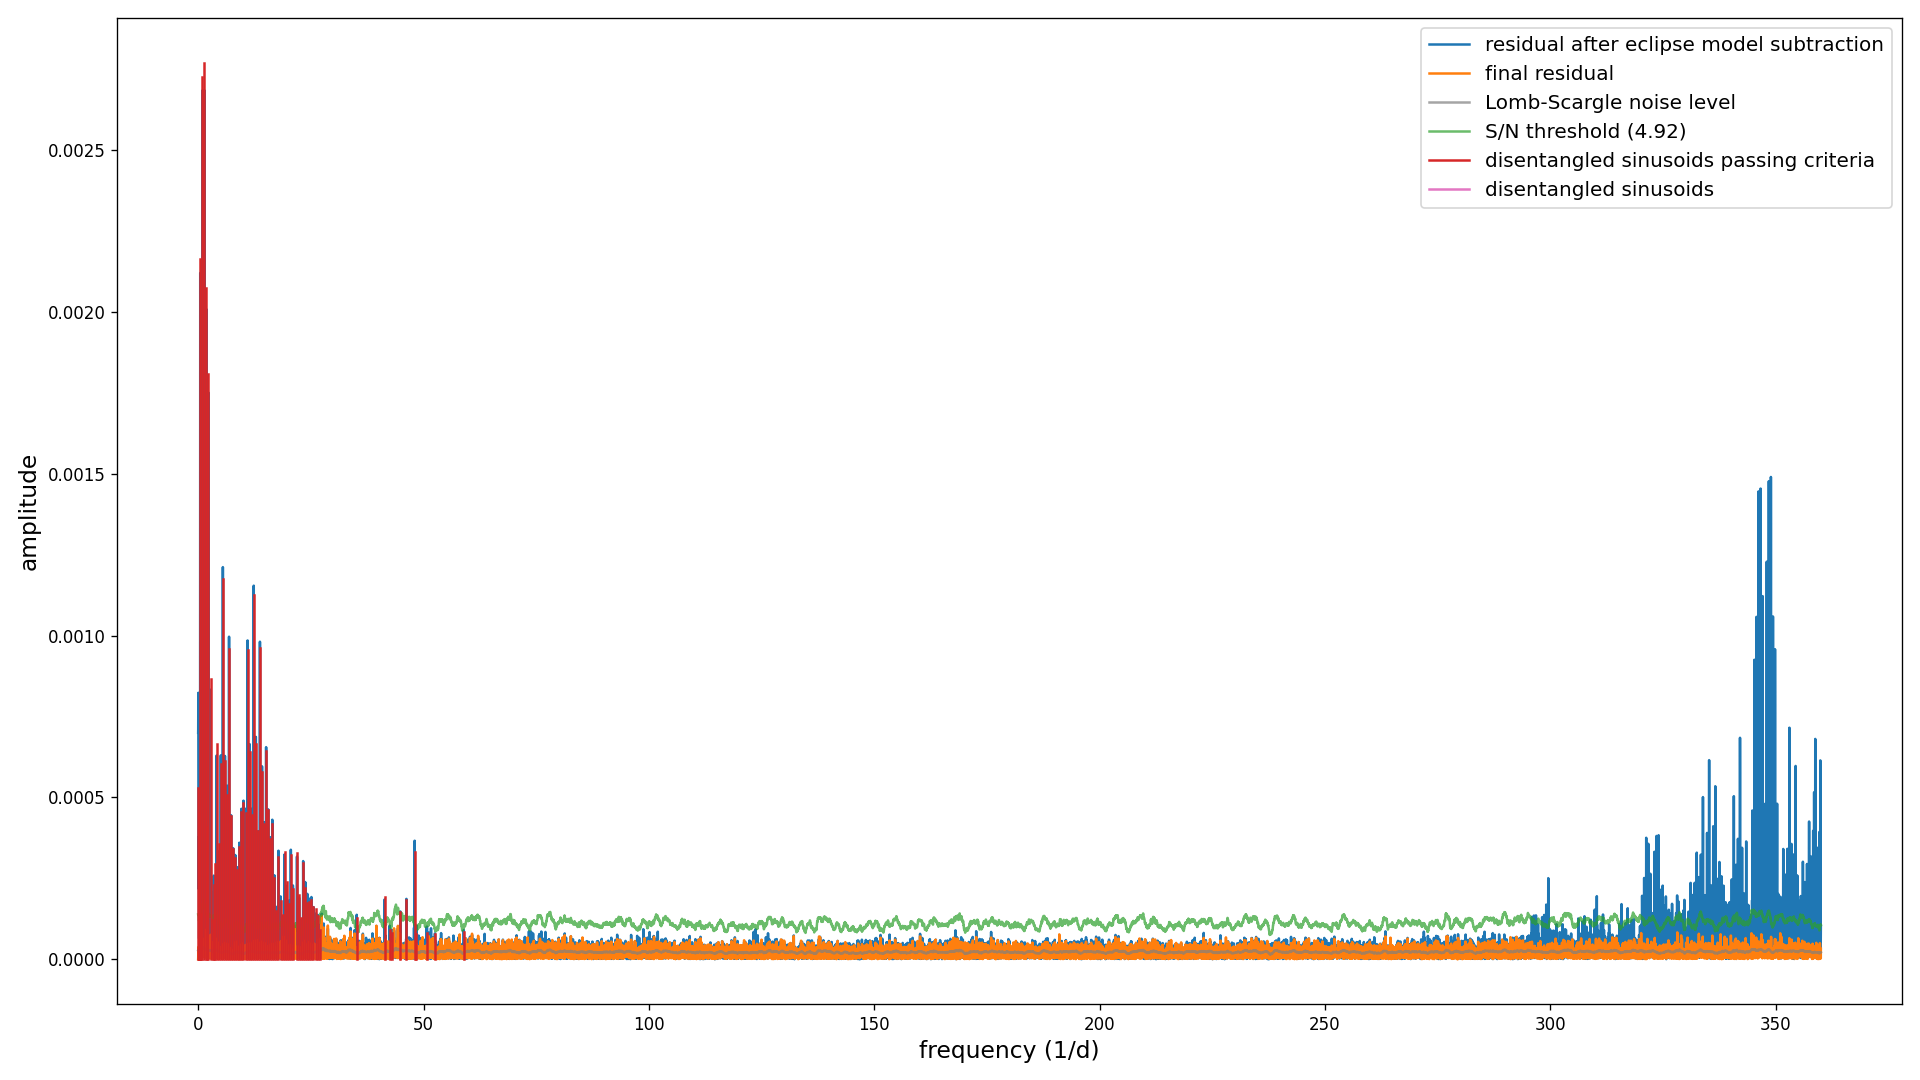 residual after eclipse model subtraction
final residual
Lomb-Scargle noise level
S/N threshold (4.92)
disentangled sinusoids passing criteria
disentangled sinusoids
amplitude
0.0025
0.0020
0.0015
0.0010
0.0005
0.0000
0 50 100 150 200 250 300 350
frequency (1/d)